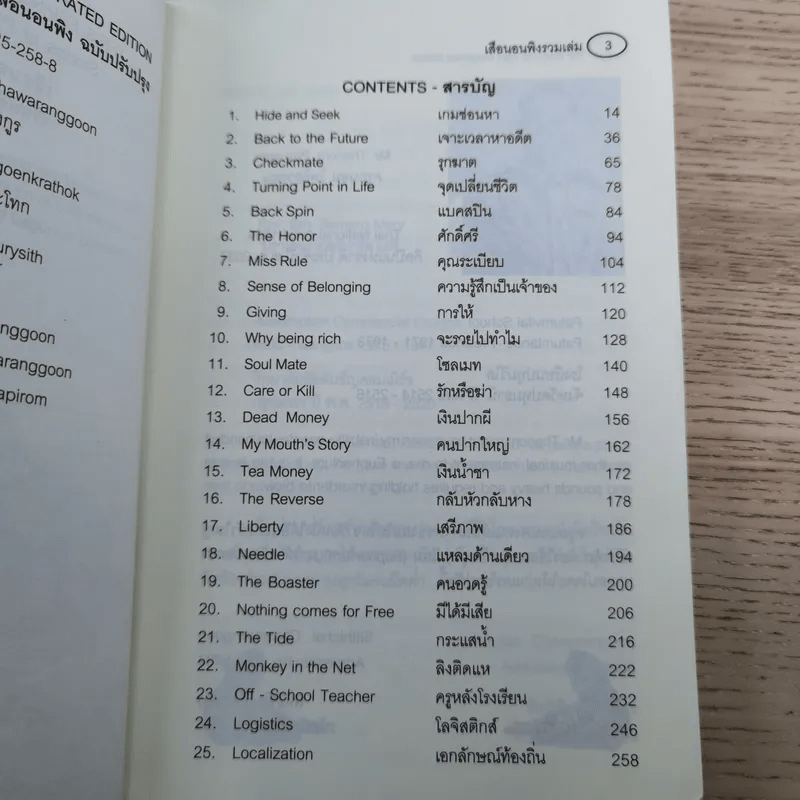 RATED EDITION
ฉบับปรับปรุง
5-258-8
hawaranggoon
goenkrathok
ะโทก
urysith
nggoon
aranggoon
apirom
เสือนอนพิงรวมเล่ม 3
CONTENTS - สารบัญ
1. Hide and Seek เกมซ่อนหา 14
2. Back to the Future เจาะเวลาหาอดีต 36
3. Checkmate รุกฆาต 65
4. Turning Point in Life จุดเปลี่ยนชีวิต 78
5. Back Spin แบคสปิน 84
6. The Honor ศักดิ์ศรี 94
7. Miss Rule คุณระเบียบ 104
8. Sense of Belonging ความรู้สึกเป็นเจ้าของ 112
9. Giving การให้ 120
10. Why being rich จะรวยไปทำไม 128
11. Soul Mate โซลเมท 140
12. Care or Kill รักหรือฆ่า 148
13. Dead Money เงินปากผี 156
14. My Mouth's Story คนปากใหญ่ 162
15. Tea Money เงินน้ำชา 172
16. The Reverse กลับหัวกลับหาง 178
17. Liberty เสรีภาพ 186
18. Needle แหลมด้านเดียว 194
19. The Boaster คนอวดรู้ 200
20. Nothing comes for Free มีได้มีเสีย 206
21. The Tide กระแสน้ำ 216
22. Monkey in the Net ลิงติดแห 222
23. Off - School Teacher ครูหลังโรงเรียน 232
24. Logistics โลจิสติกส์ 246
25. Localization เอกลักษณ์ท้องถิ่น 258